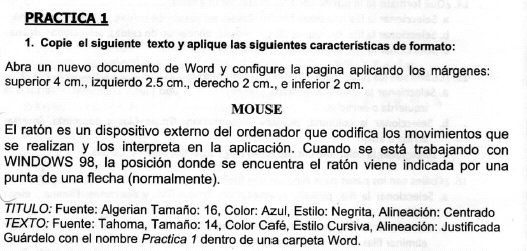 PRACTICA 1
1. Copie el siguiente texto y aplique las siguientes características de formato:
Abra un nuevo documento de Word y configure la pagina aplicando los márgenes:
superior 4 cm., izquierdo 2.5 cm., derecho 2 cm., e inferior 2 cm.
MOUSE
El ratón es un dispositivo externo del ordenador que codifica los movimientos que
se realizan y los interpreta en la aplicación. Cuando se está trabajando con
WINDOWS 98, la posición donde se encuentra el ratón viene indicada por una
punta de una flecha (normalmente).
TITULO: Fuente: Algerian Tamaño: 16, Color: Azul, Estilo: Negrita, Alineación: Centrado
TEXTO: Fuente: Tahoma, Tamaño: 14, Color Café, Estilo Cursiva, Alineación: Justificada
Guárdelo con el nombre Practica 1 dentro de una carpeta Word.